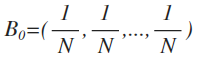 B₀=(1/N, 1/N,..., 1/N)